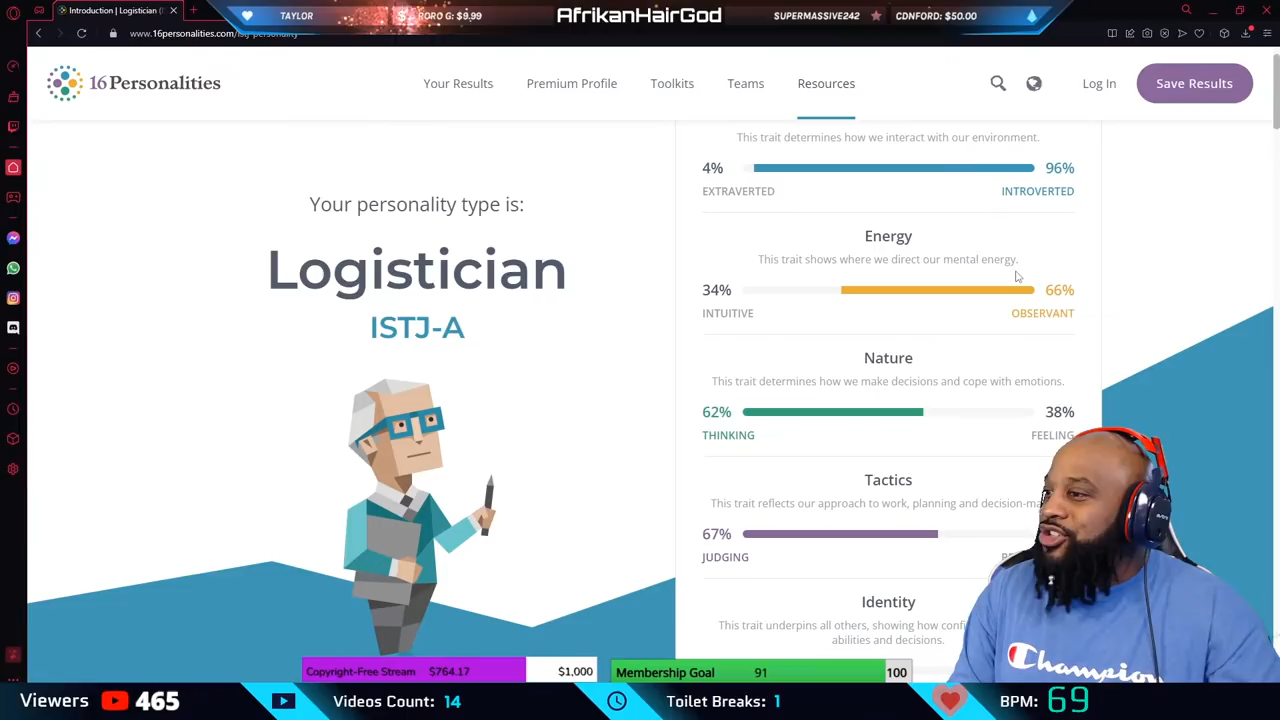 TAYLOR
RORO G: $9.99
AfrikanHairGod
SUPERMASSIVE242
CDNFORD: $50.00
Introduction | Logistician (I
www.16personalities.com/istj-personality
16Personalities
Your Results
Premium Profile
Toolkits
Teams
Resources
Log In
Save Results
Your personality type is:
Logistician
ISTJ-A
This trait determines how we interact with our environment.
4%
96%
EXTRAVERTED
INTROVERTED
Energy
This trait shows where we direct our mental energy.
34%
66%
INTUITIVE
OBSERVANT
Nature
This trait determines how we make decisions and cope with emotions.
62%
38%
THINKING
FEELING
Tactics
This trait reflects our approach to work, planning and decision-ma
67%
JUDGING
Identity
This trait underpins all others, showing how confi
abilities and decisions.
Champion
Copyright-Free Stream $764.17 $1,000
Membership Goal 91 100
Viewers 465
Videos Count: 14
Toilet Breaks: 1
BPM: 69